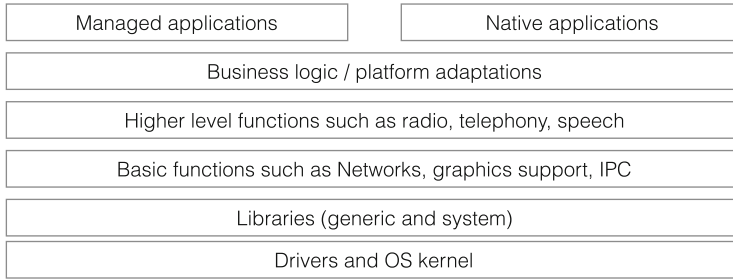 Managed applications
Native applications
Business logic / platform adaptations
Higher level functions such as radio, telephony, speech
Basic functions such as Networks, graphics support, IPC
Libraries (generic and system)
Drivers and OS kernel